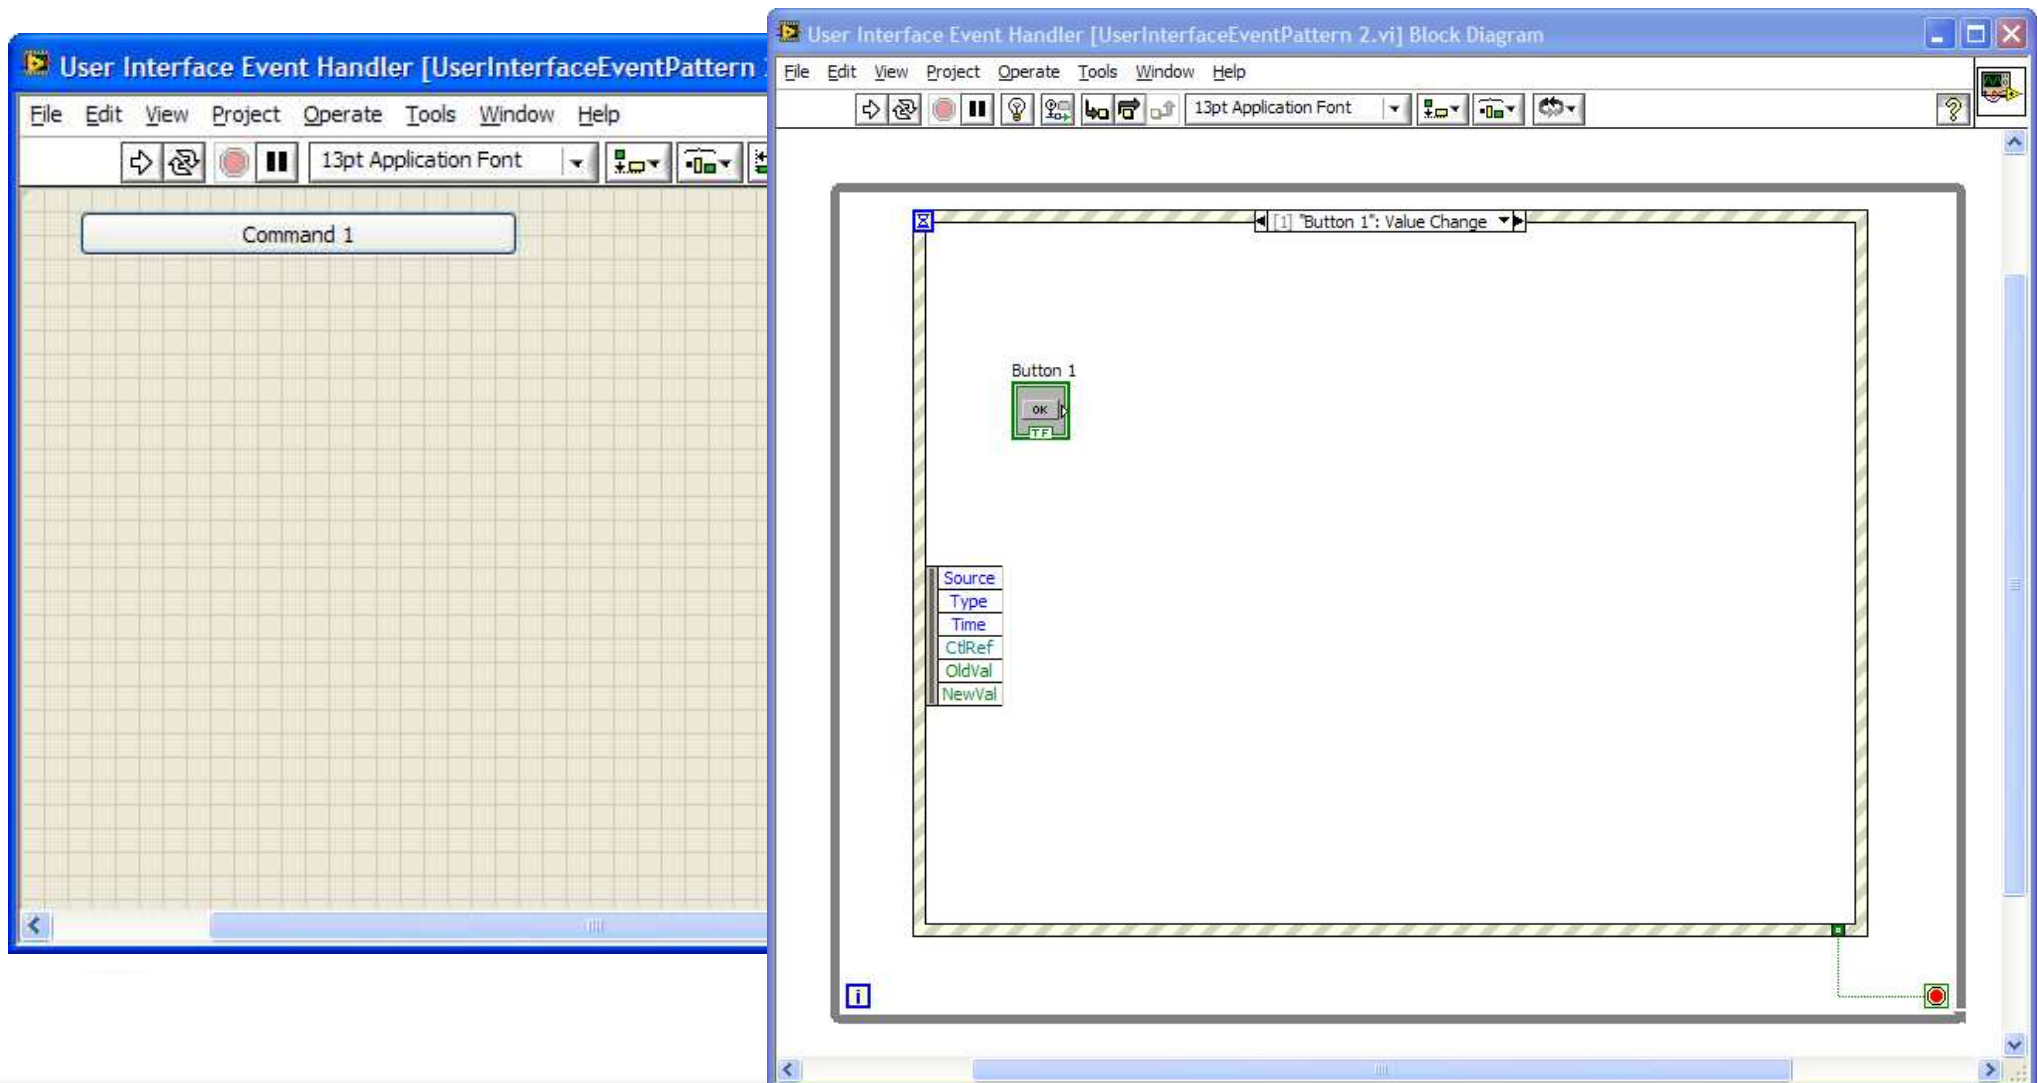 User Interface Event Handler [UserInterfaceEventPattern
File Edit View Project Operate Tools Window Help
13pt Application Font
Command 1
User Interface Event Handler [UserInterfaceEventPattern 2.vi] Block Diagram
File Edit View Project Operate Tools Window Help
13pt Application Font
[1] "Button 1": Value Change
Button 1
OK
TF
Source
Type
Time
CtlRef
OldVal
NewVal
i